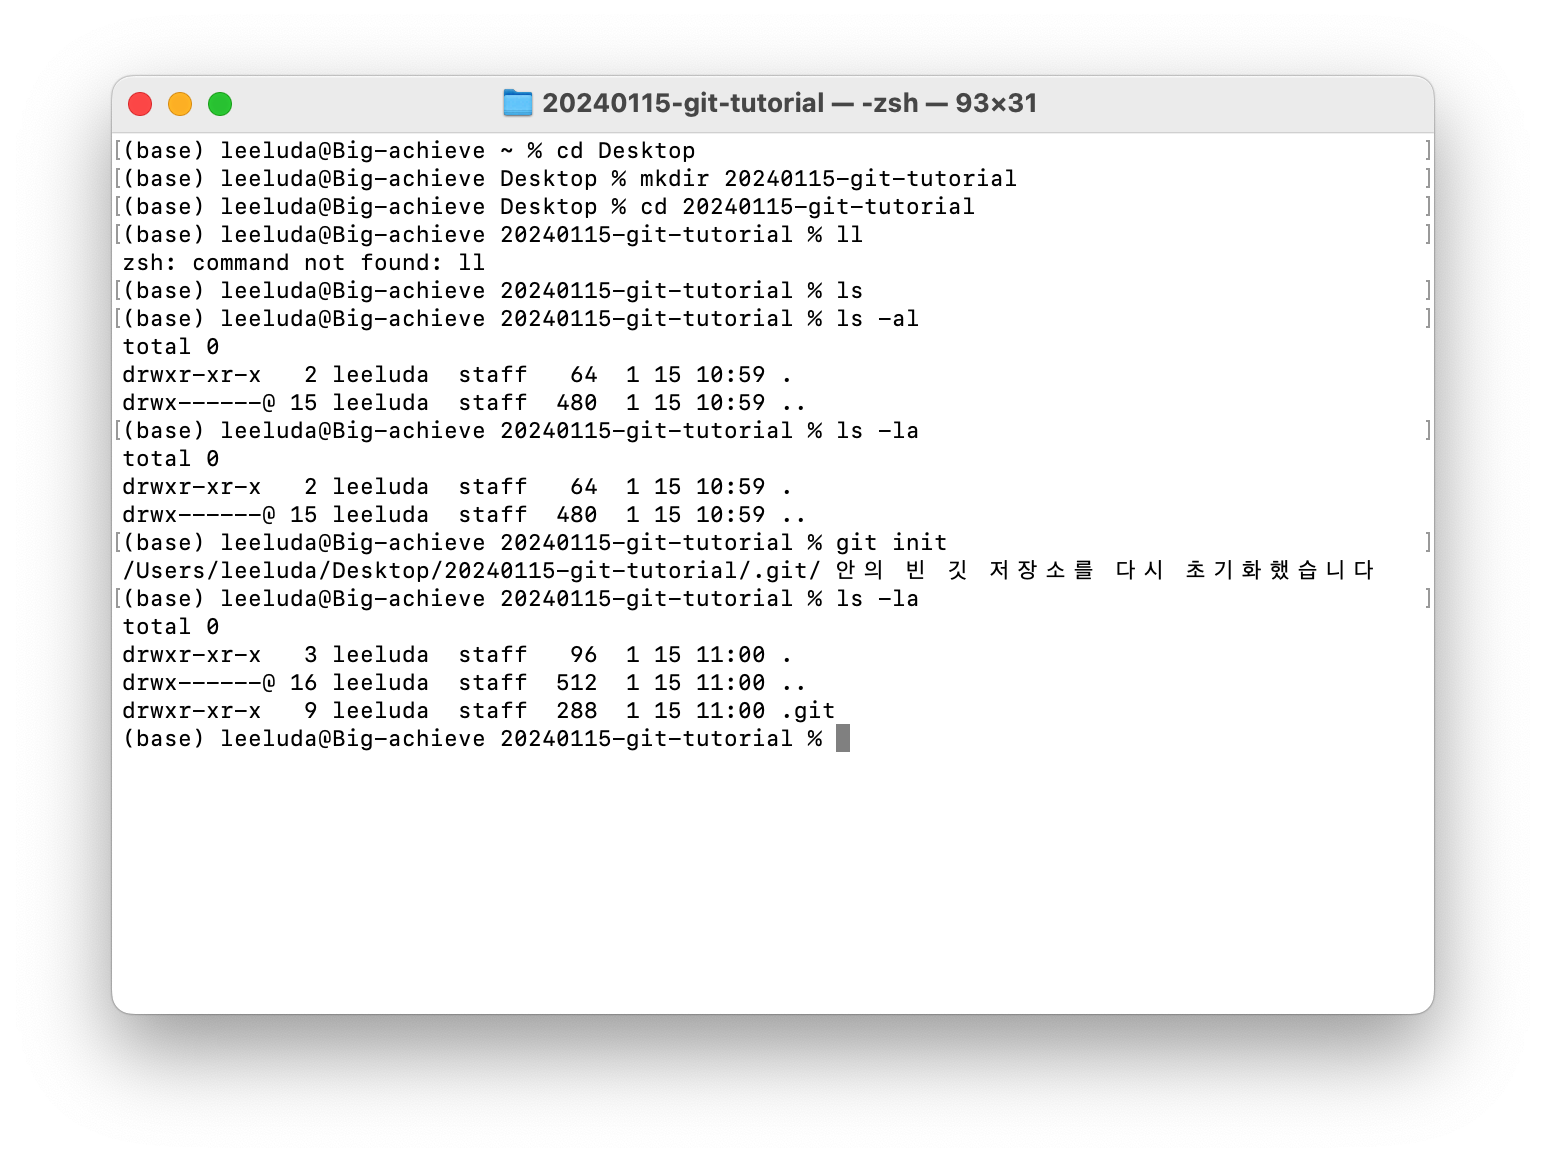 20240115-git-tutorial — -zsh — 93×31
[(base) leeluda@Big-achieve ~ % cd Desktop ]
[(base) leeluda@Big-achieve Desktop % mkdir 20240115-git-tutorial ]
[(base) leeluda@Big-achieve Desktop % cd 20240115-git-tutorial ]
[(base) leeluda@Big-achieve 20240115-git-tutorial % ll ]
zsh: command not found: ll
[(base) leeluda@Big-achieve 20240115-git-tutorial % ls ]
[(base) leeluda@Big-achieve 20240115-git-tutorial % ls -al ]
total 0
drwxr-xr-x   2 leeluda  staff   64  1 15 10:59 .
drwx------@ 15 leeluda  staff  480  1 15 10:59 ..
[(base) leeluda@Big-achieve 20240115-git-tutorial % ls -la ]
total 0
drwxr-xr-x   2 leeluda  staff   64  1 15 10:59 .
drwx------@ 15 leeluda  staff  480  1 15 10:59 ..
[(base) leeluda@Big-achieve 20240115-git-tutorial % git init ]
/Users/leeluda/Desktop/20240115-git-tutorial/.git/ 안의 빈 깃 저장소를 다시 초기화했습니다
[(base) leeluda@Big-achieve 20240115-git-tutorial % ls -la ]
total 0
drwxr-xr-x   3 leeluda  staff   96  1 15 11:00 .
drwx------@ 16 leeluda  staff  512  1 15 11:00 ..
drwxr-xr-x   9 leeluda  staff  288  1 15 11:00 .git
(base) leeluda@Big-achieve 20240115-git-tutorial %